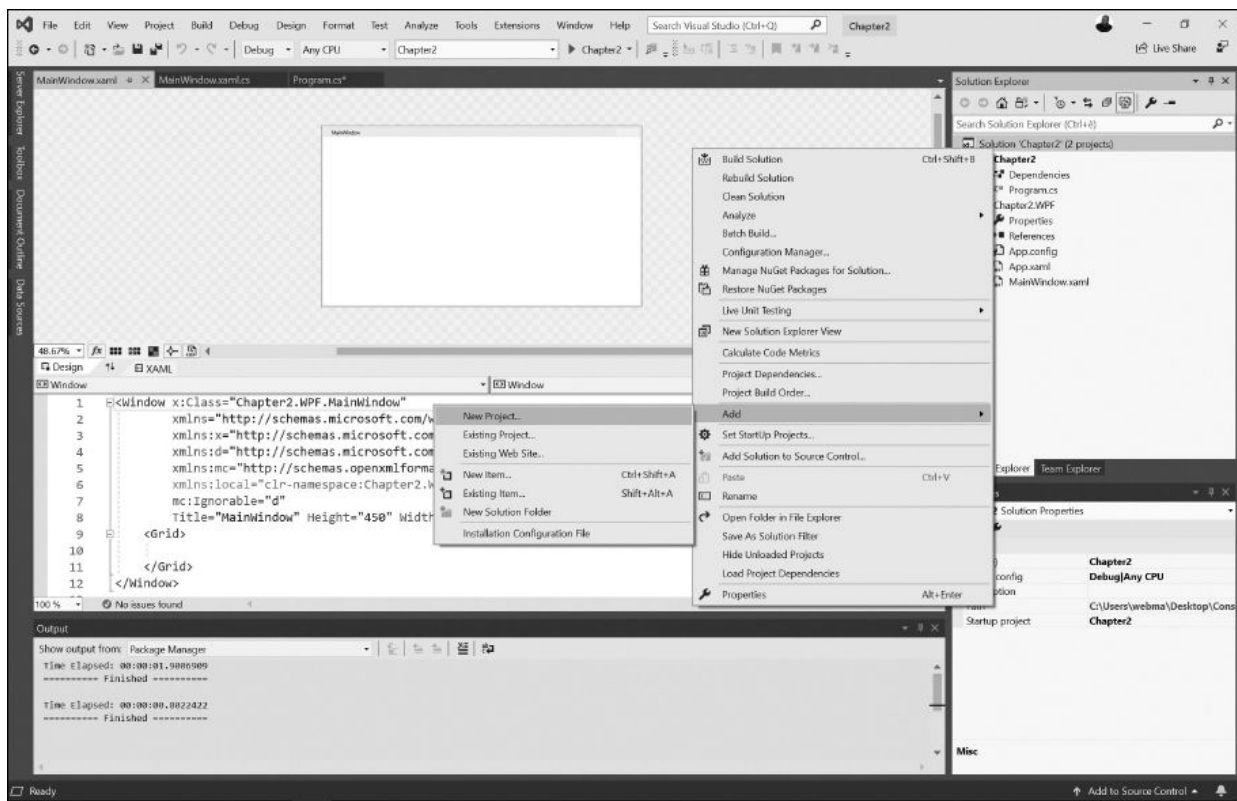 File Edit View Project Build Debug Design Format Test Analyze Tools Extensions Window Help Search Visual Studio (Ctrl+Q) Chapter2
Debug Any CPU Chapter2 Chapter2 Live Share
Server Explorer
Toolbox
Document Outline
Data Sources
MainWindow.xaml MainWindow.xaml.cs Program.cs*
MainWindow
48.67%
Design XAML
Window Window
1 <Window x:Class="Chapter2.WPF.MainWindow"
2 xmlns="http://schemas.microsoft.com/w
3 xmlns:x="http://schemas.microsoft.com
4 xmlns:d="http://schemas.microsoft.com
5 xmlns:mc="http://schemas.openxmlforma
6 xmlns:local="clr-namespace:Chapter2.W
7 mc:Ignorable="d"
8 Title="MainWindow" Height="450" Width
9 <Grid>
10
11 </Grid>
12 </Window>
100 % No issues found
New Project...
Existing Project...
Existing Web Site...
New Item... Ctrl+Shift+A
Existing Item... Shift+Alt+A
New Solution Folder
Installation Configuration File
Build Solution Ctrl+Shift+B
Rebuild Solution
Clean Solution
Analyze
Batch Build...
Configuration Manager...
Manage NuGet Packages for Solution...
Restore NuGet Packages
Live Unit Testing
New Solution Explorer View
Calculate Code Metrics
Project Dependencies...
Project Build Order...
Add
Set StartUp Projects...
Add Solution to Source Control...
Paste Ctrl+V
Rename
Open Folder in File Explorer
Save As Solution Filter
Hide Unloaded Projects
Load Project Dependencies
Properties Alt+Enter
Solution Explorer
Search Solution Explorer (Ctrl+è)
Solution 'Chapter2' (2 projects)
Chapter2
Dependencies
Program.cs
Chapter2.WPF
Properties
References
App.config
App.xaml
MainWindow.xaml
Explorer Team Explorer
Solution Properties
Chapter2
config Debug|Any CPU
C:\Users\webma\Desktop\Cons
Startup project Chapter2
Misc
Output
Show output from: Package Manager
Time Elapsed: 00:00:01.9006909
========== Finished ==========
Time Elapsed: 00:00:00.8022422
========== Finished ==========
Ready Add to Source Control